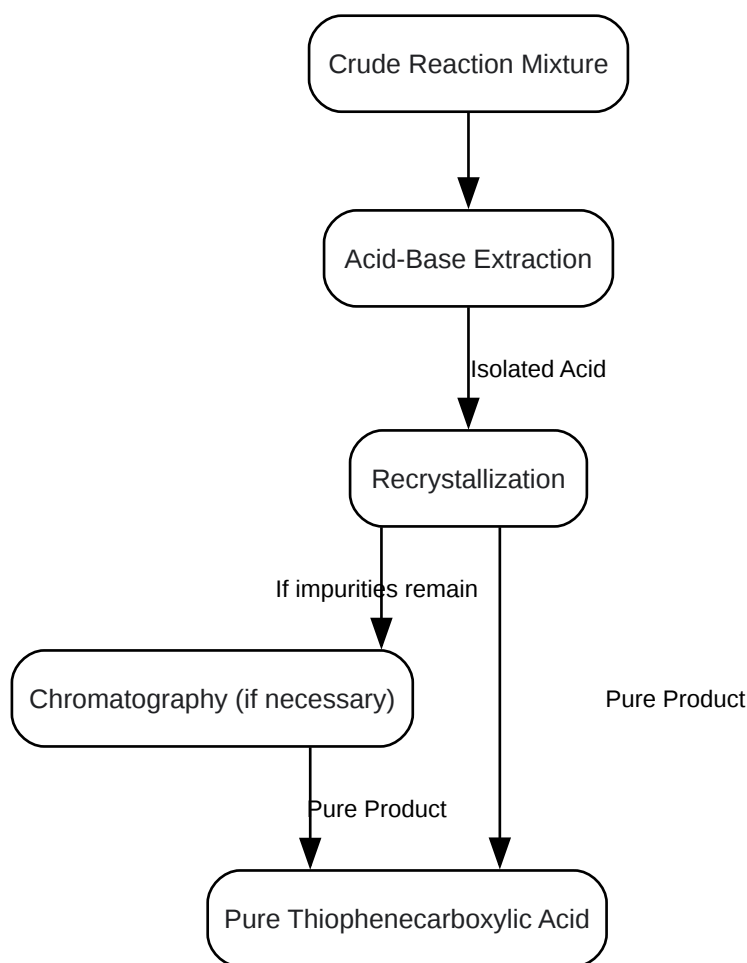 Crude Reaction Mixture
Acid-Base Extraction
Isolated Acid
Recrystallization
If impurities remain
Chromatography (if necessary)
Pure Product
Pure Product
Pure Thiophenecarboxylic Acid